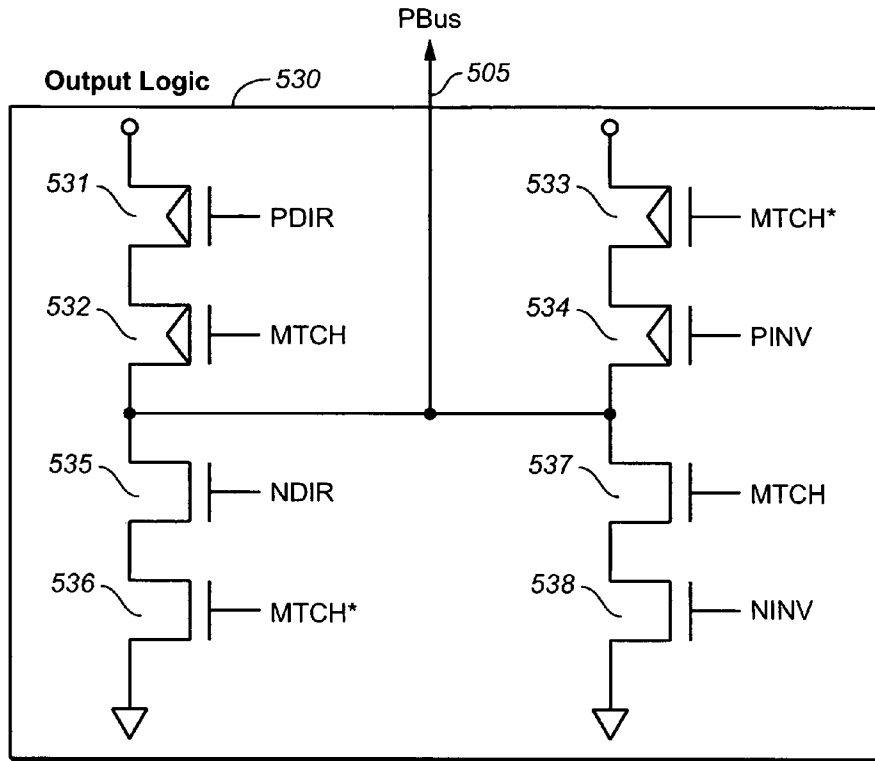 PBus
505
Output Logic 530
531 PDIR
532 MTCH
533 MTCH*
534 PINV
535 NDIR
536 MTCH*
537 MTCH
538 NINV